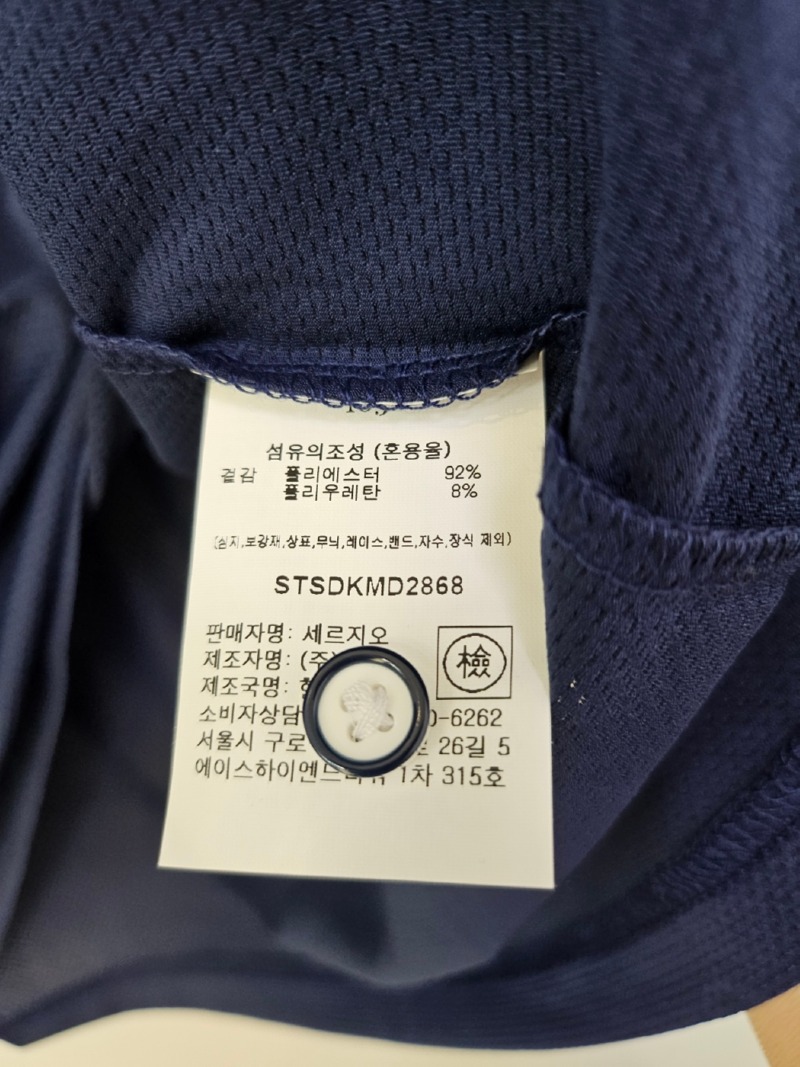 섬유의조성 (혼용율)
겉감 폴리에스터 92%
폴리우레탄 8%
(심지,보강재,상표,무늬,레이스,밴드,자수,장식 제외)
STSDKMD2868
판매자명: 세르지오
제조자명: (주)
제조국명:
檢
소비자상담 0-6262
서울시 구로 26길 5
에이스하이엔드 1차 315호